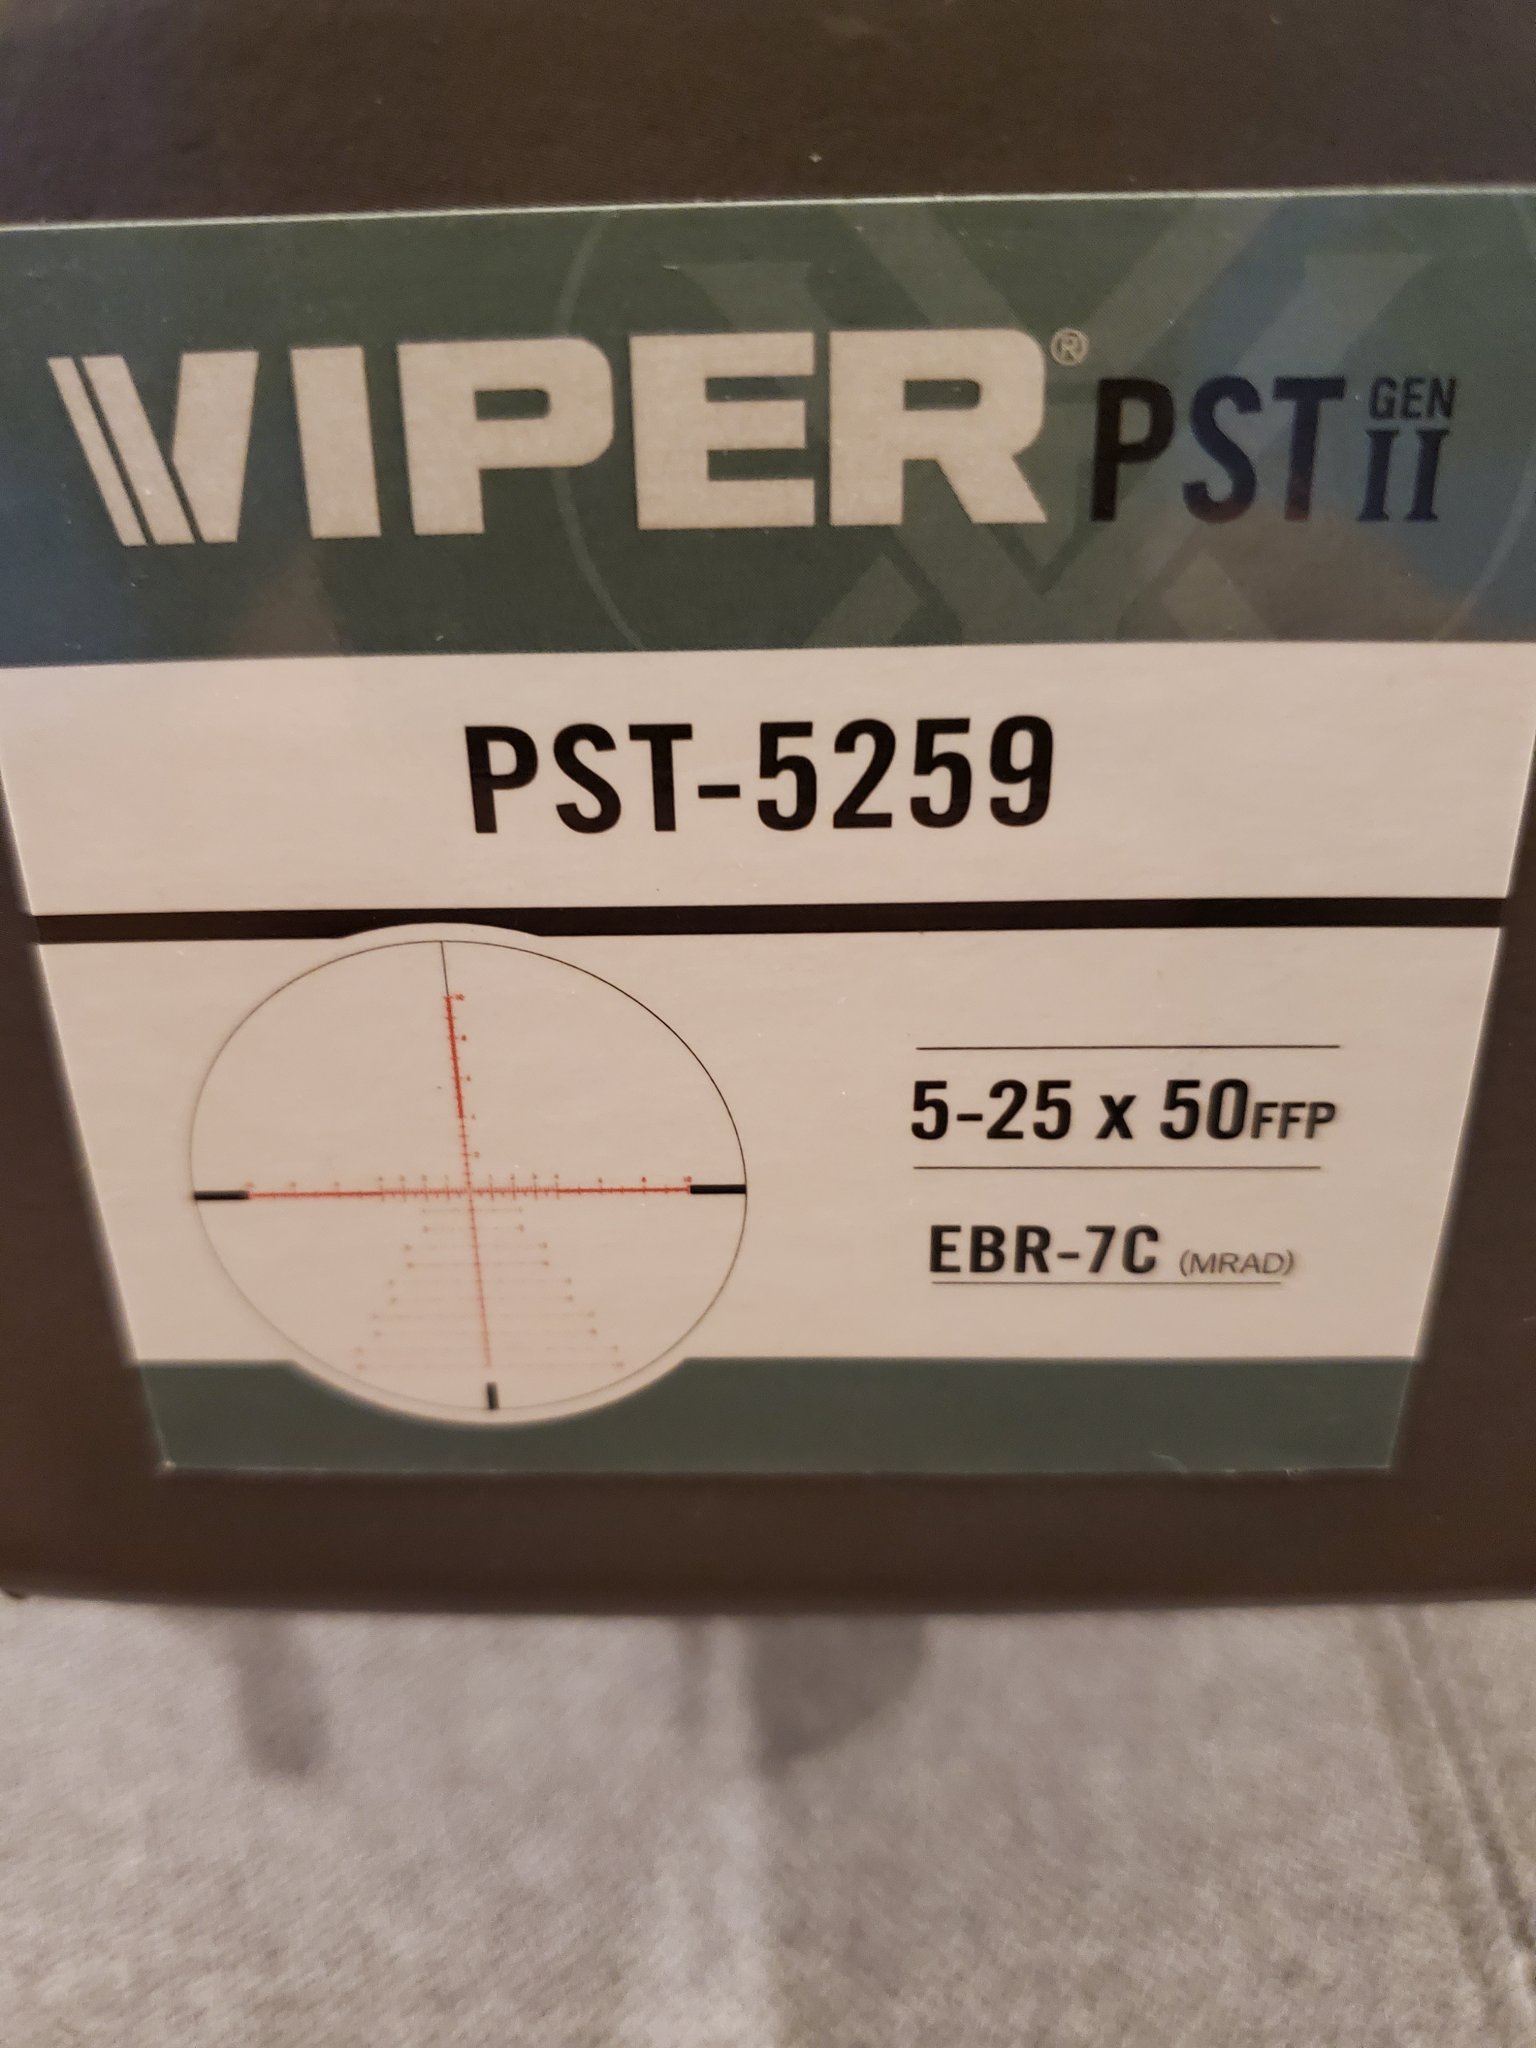 VIPER® PST GEN II
PST-5259
5-25 x 50FFP
EBR-7C (MRAD)